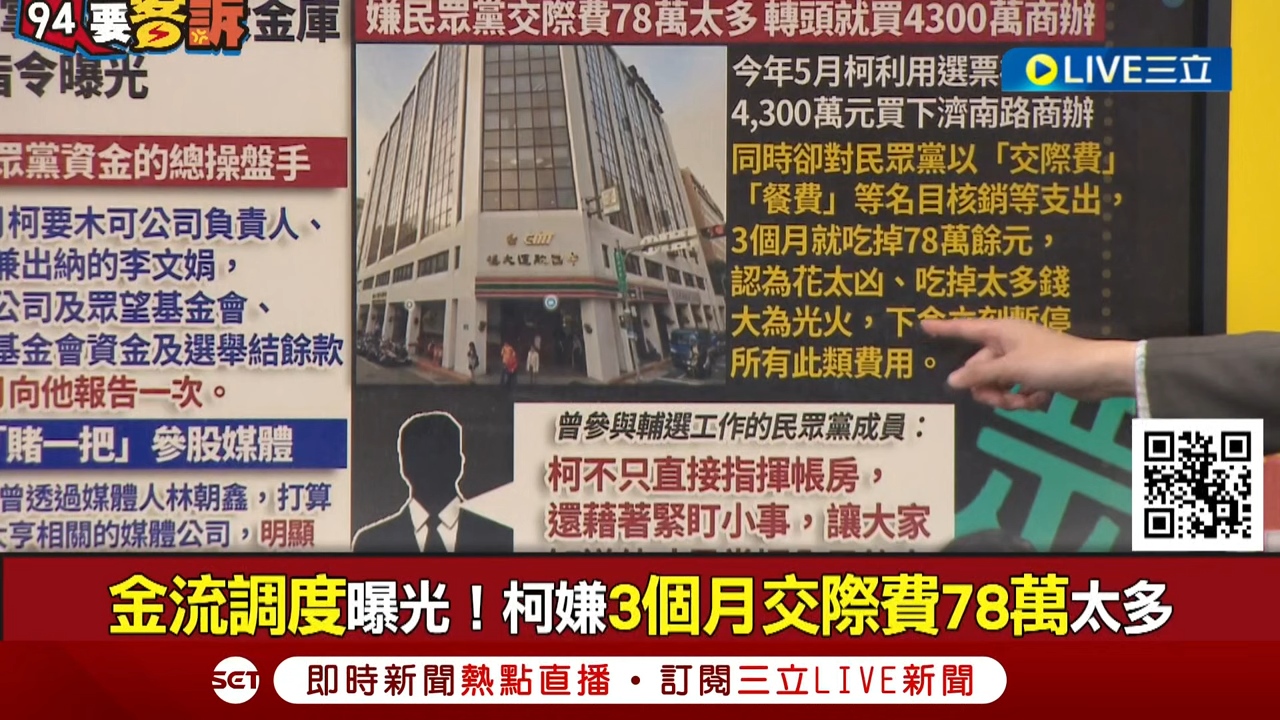 94要客訴
金庫
指令曝光
嫌民眾黨交際費78萬太多 轉頭就買4300萬商辦
LIVE三立
今年5月柯利用選票
4,300萬元買下濟南路商辦
同時卻對民眾黨以「交際費」
「餐費」等名目核銷等支出，
3個月就吃掉78萬餘元，
認為花太凶、吃掉太多錢
大為光火，下令立刻暫停
所有此類費用。
眾黨資金的總操盤手
月柯要木可公司負責人、
兼出納的李文娟，
公司及眾望基金會、
基金會資金及選舉結餘款
月向他報告一次。
「賭一把」參股媒體
曾透過媒體人林朝鑫，打算
大亨相關的媒體公司，明顯
曾參與輔選工作的民眾黨成員：
柯不只直接指揮帳房，
還藉著緊盯小事，讓大家
金流調度曝光！柯嫌3個月交際費78萬太多
SET
即時新聞熱點直播·訂閱三立LIVE新聞